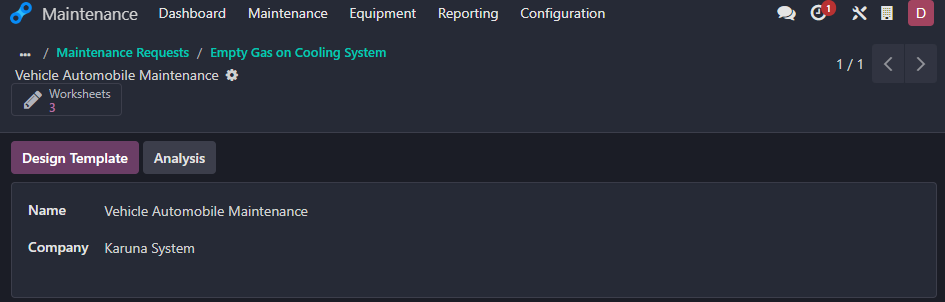 Maintenance Dashboard Maintenance Equipment Reporting Configuration 1 D
... / Maintenance Requests / Empty Gas on Cooling System
Vehicle Automobile Maintenance
1 / 1
Worksheets
3
Design Template Analysis
Name Vehicle Automobile Maintenance
Company Karuna System